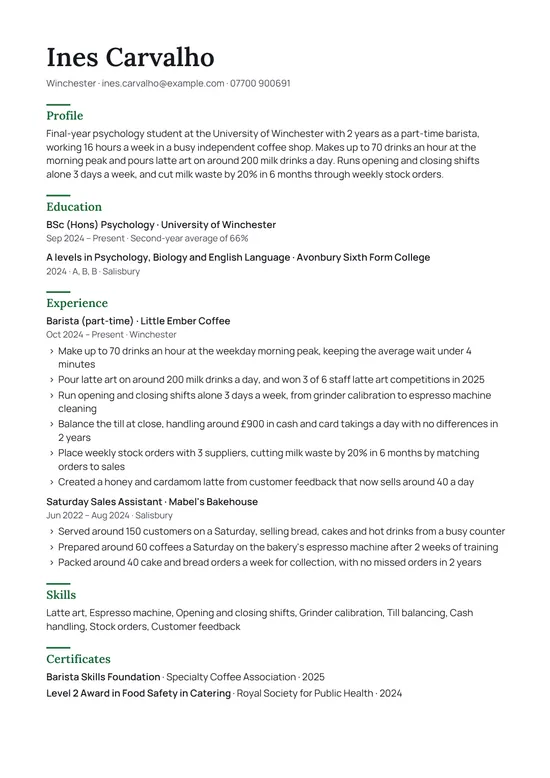 Ines Carvalho
Winchester · ines.carvalho@example.com · 07700 900691
Profile
Final-year psychology student at the University of Winchester with 2 years as a part-time barista,
working 16 hours a week in a busy independent coffee shop. Makes up to 70 drinks an hour at the
morning peak and pours latte art on around 200 milk drinks a day. Runs opening and closing shifts
alone 3 days a week, and cut milk waste by 20% in 6 months through weekly stock orders.
Education
BSc (Hons) Psychology · University of Winchester
Sep 2024 – Present · Second-year average of 66%
A levels in Psychology, Biology and English Language · Avonbury Sixth Form College
2024 · A, B, B · Salisbury
Experience
Barista (part-time) · Little Ember Coffee
Oct 2024 – Present · Winchester
› Make up to 70 drinks an hour at the weekday morning peak, keeping the average wait under 4
minutes
› Pour latte art on around 200 milk drinks a day, and won 3 of 6 staff latte art competitions in 2025
› Run opening and closing shifts alone 3 days a week, from grinder calibration to espresso machine
cleaning
› Balance the till at close, handling around £900 in cash and card takings a day with no differences in
2 years
› Place weekly stock orders with 3 suppliers, cutting milk waste by 20% in 6 months by matching
orders to sales
› Created a honey and cardamom latte from customer feedback that now sells around 40 a day
Saturday Sales Assistant · Mabel's Bakehouse
Jun 2022 – Aug 2024 · Salisbury
› Served around 150 customers on a Saturday, selling bread, cakes and hot drinks from a busy counter
› Prepared around 60 coffees a Saturday on the bakery's espresso machine after 2 weeks of training
› Packed around 40 cake and bread orders a week for collection, with no missed orders in 2 years
Skills
Latte art, Espresso machine, Opening and closing shifts, Grinder calibration, Till balancing, Cash
handling, Stock orders, Customer feedback
Certificates
Barista Skills Foundation · Specialty Coffee Association · 2025
Level 2 Award in Food Safety in Catering · Royal Society for Public Health · 2024